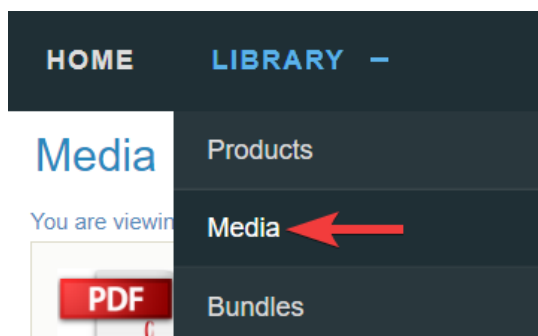 HOME LIBRARY –
Media
Products
You are viewin
Media
PDF
Bundles